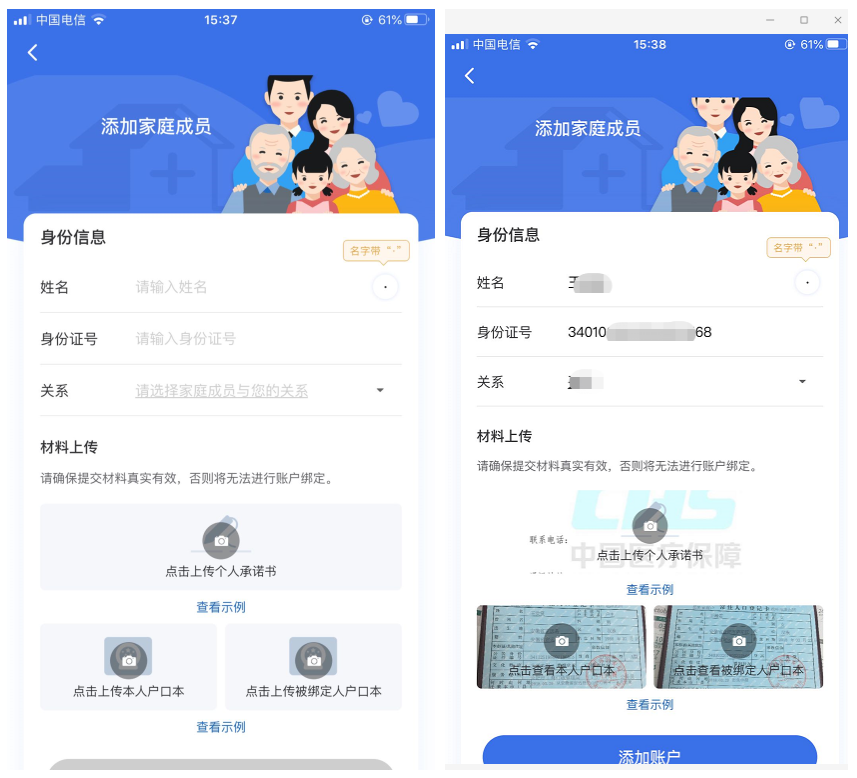 中国电信
15:37
61%
添加家庭成员
身份信息
名字带“·”
姓名
请输入姓名
·
身份证号
请输入身份证号
关系
请选择家庭成员与您的关系
材料上传
请确保提交材料真实有效，否则将无法进行账户绑定。
点击上传个人承诺书
查看示例
点击上传本人户口本
点击上传被绑定人户口本
查看示例
中国电信
15:38
61%
添加家庭成员
身份信息
名字带“·”
姓名
王
·
身份证号
34010
68
关系
材料上传
请确保提交材料真实有效，否则将无法进行账户绑定。
联系电话：
中国医疗保障
点击上传个人承诺书
查看示例
点击查看本人户口本
点击查看被绑定人户口本
查看示例
添加账户